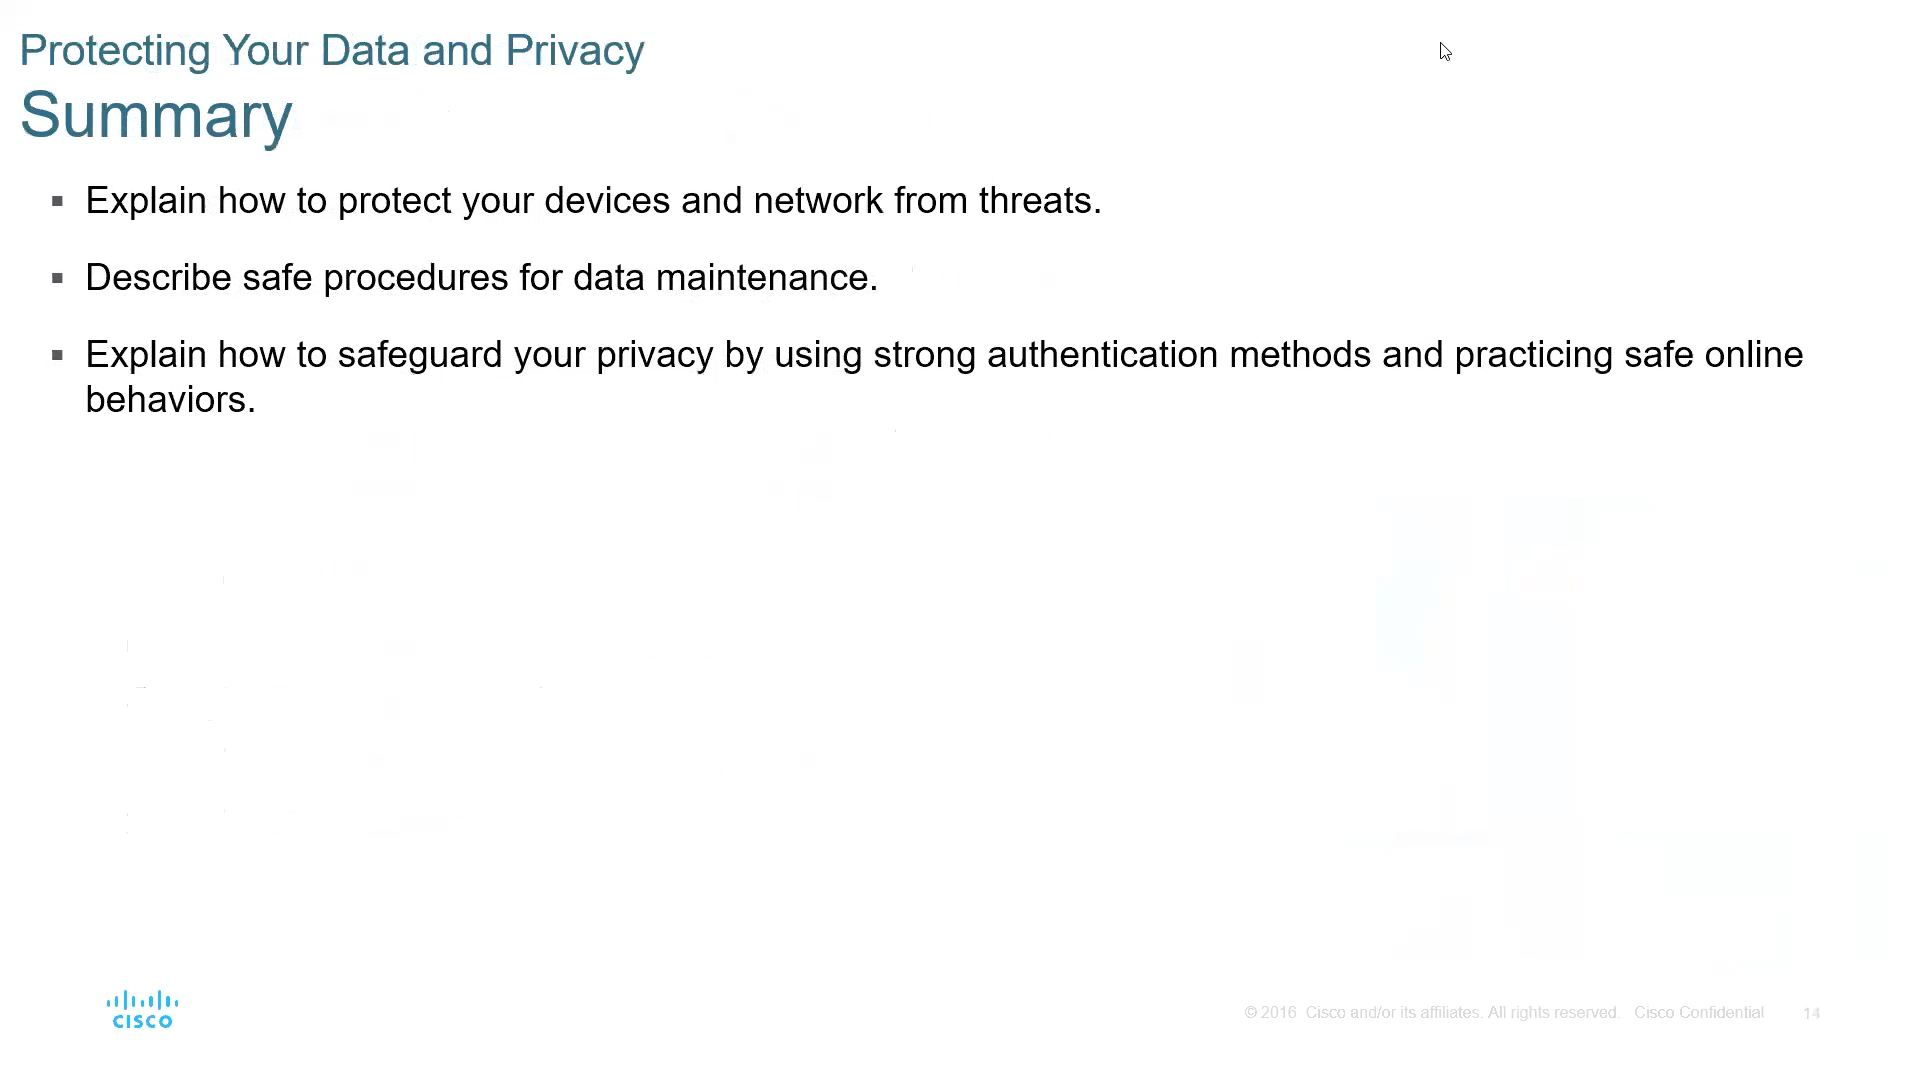 Protecting Your Data and Privacy
Summary
▪ Explain how to protect your devices and network from threats.
▪ Describe safe procedures for data maintenance.
▪ Explain how to safeguard your privacy by using strong authentication methods and practicing safe online
behaviors.
CISCO
© 2016 Cisco and/or its affiliates. All rights reserved. Cisco Confidential 14